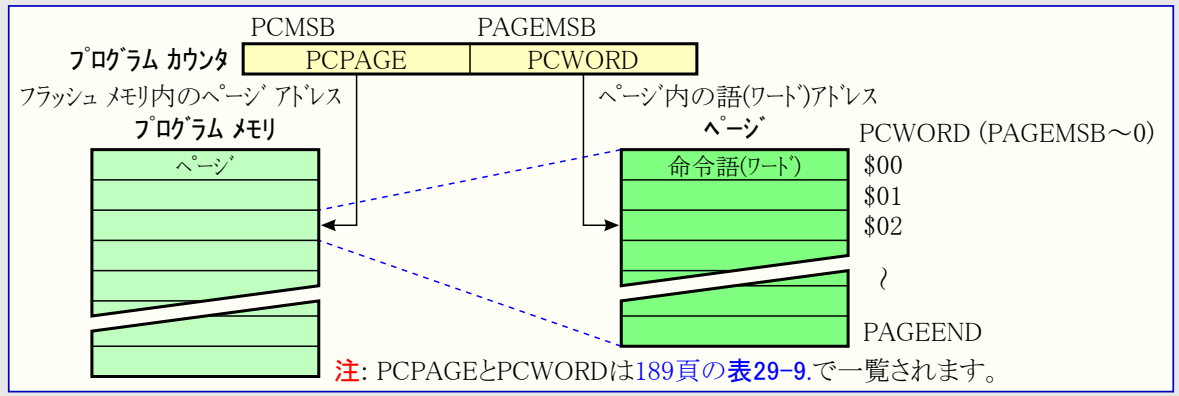 PCMSB PAGEMSB
プログラム カウンタ PCPAGE PCWORD
フラッシュ メモリ内のページ アドレス ページ内の語(ワード)アドレス
プログラム メモリ ページ PCWORD (PAGEMSB～0)
ページ 命令語(ワード) $00
$01
$02
～
PAGEEND
注: PCPAGEとPCWORDは189頁の表29-9.で一覧されます。